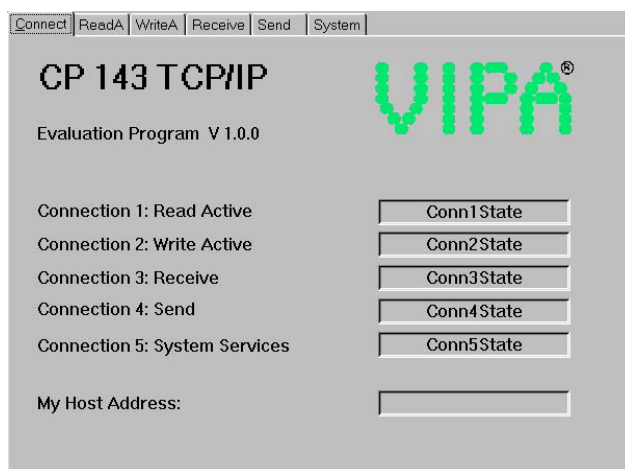 Connect ReadA WriteA Receive Send System
CP 143 TCP/IP
VIPA®
Evaluation Program V 1.0.0
Connection 1: Read Active Conn1State
Connection 2: Write Active Conn2State
Connection 3: Receive Conn3State
Connection 4: Send Conn4State
Connection 5: System Services Conn5State
My Host Address: